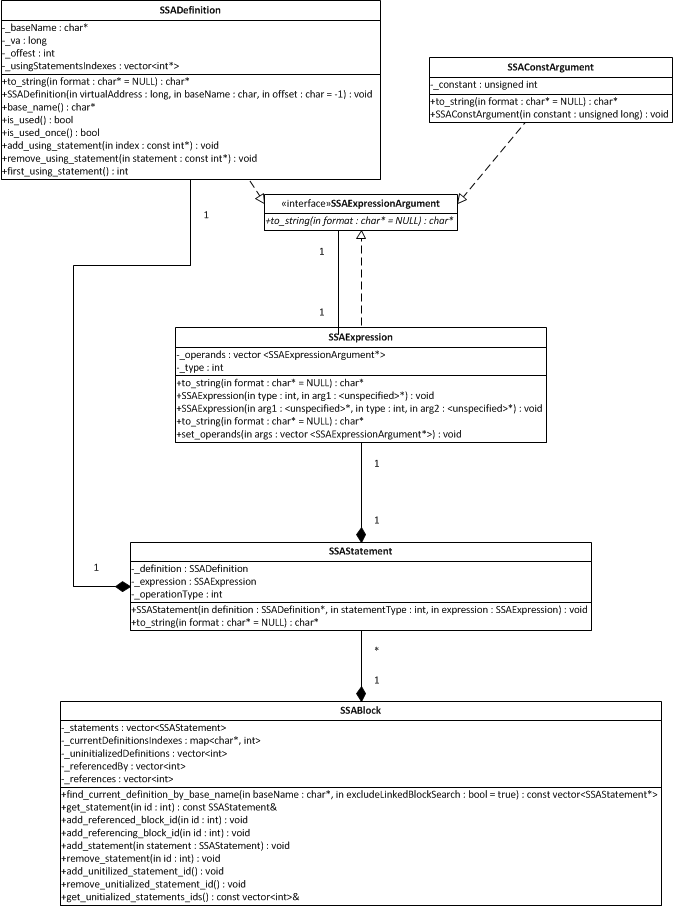 SSADefinition
-_baseName : char*
-_va : long
-_offest : int
-_usingStatementsIndexes : vector<int*>
+to_string(in format : char* = NULL) : char*
+SSADefinition(in virtualAddress : long, in baseName : char, in offset : char = -1) : void
+base_name() : char*
+is_used() : bool
+is_used_once() : bool
+add_using_statement(in index : const int*) : void
+remove_using_statement(in statement : const int*) : void
+first_using_statement() : int
SSAConstArgument
-_constant : unsigned int
+to_string(in format : char* = NULL) : char*
+SSAConstArgument(in constant : unsigned long) : void
«interface»SSAExpressionArgument
+to_string(in format : char* = NULL) : char*
1
1
1
SSAExpression
-_operands : vector <SSAExpressionArgument*>
-_type : int
+to_string(in format : char* = NULL) : char*
+SSAExpression(in type : int, in arg1 : <unspecified>*) : void
+SSAExpression(in arg1 : <unspecified>*, in type : int, in arg2 : <unspecified>*) : void
+to_string(in format : char* = NULL) : char*
+set_operands(in args : vector <SSAExpressionArgument*>) : void
1
1
SSAStatement
1
-_definition : SSADefinition
-_expression : SSAExpression
-_operationType : int
+SSAStatement(in definition : SSADefinition*, in statementType : int, in expression : SSAExpression) : void
+to_string(in format : char* = NULL) : char*
*
1
SSABlock
-_statements : vector<SSAStatement>
-_currentDefinitionsIndexes : map<char*, int>
-_uninitializedDefinitions : vector<int>
-_referencedBy : vector<int>
-_references : vector<int>
+find_current_definition_by_base_name(in baseName : char*, in excludeLinkedBlockSearch : bool = true) : const vector<SSAStatement*>
+get_statement(in id : int) : const SSAStatement&
+add_referenced_block_id(in id : int) : void
+add_referencing_block_id(in id : int) : void
+add_statement(in statement : SSAStatement) : void
+remove_statement(in id : int) : void
+add_unitilized_statement_id() : void
+remove_unitialized_statement_id() : void
+get_unitialized_statements_ids() : const vector<int>&